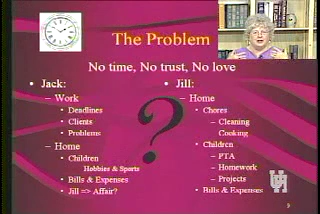 The Problem
No time, No trust, No love
• Jack:
– Work
• Deadlines
• Clients
• Problems
– Home
• Children
Hobbies & Sports
• Bills & Expenses
• Jill => Affair?
• Jill:
– Home
• Chores
– Cleaning
Cooking
• Children
– PTA
– Homework
– Projects
• Bills & Expenses
?
9